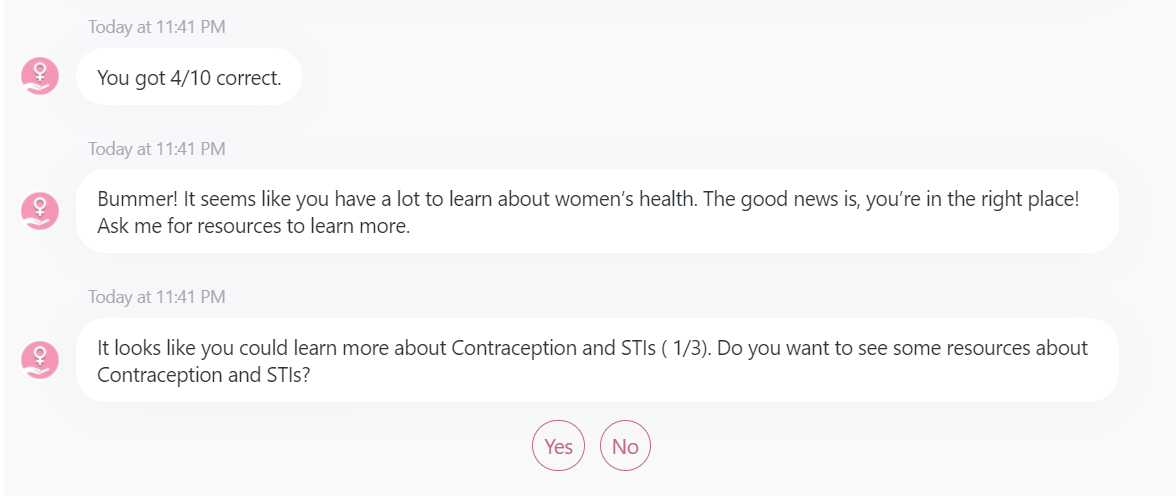 Today at 11:41 PM
You got 4/10 correct.
Today at 11:41 PM
Bummer! It seems like you have a lot to learn about women’s health. The good news is, you’re in the right place!
Ask me for resources to learn more.
Today at 11:41 PM
It looks like you could learn more about Contraception and STIs ( 1/3). Do you want to see some resources about
Contraception and STIs?
Yes No